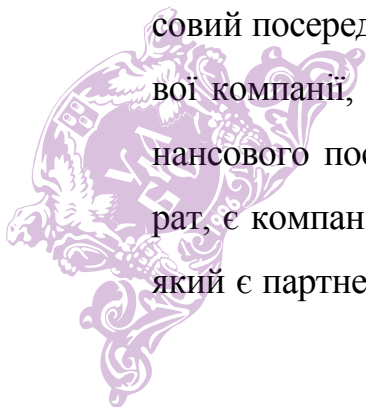 совий посеред
вої компанії,
нансового пос
рат, є компан
який є партне